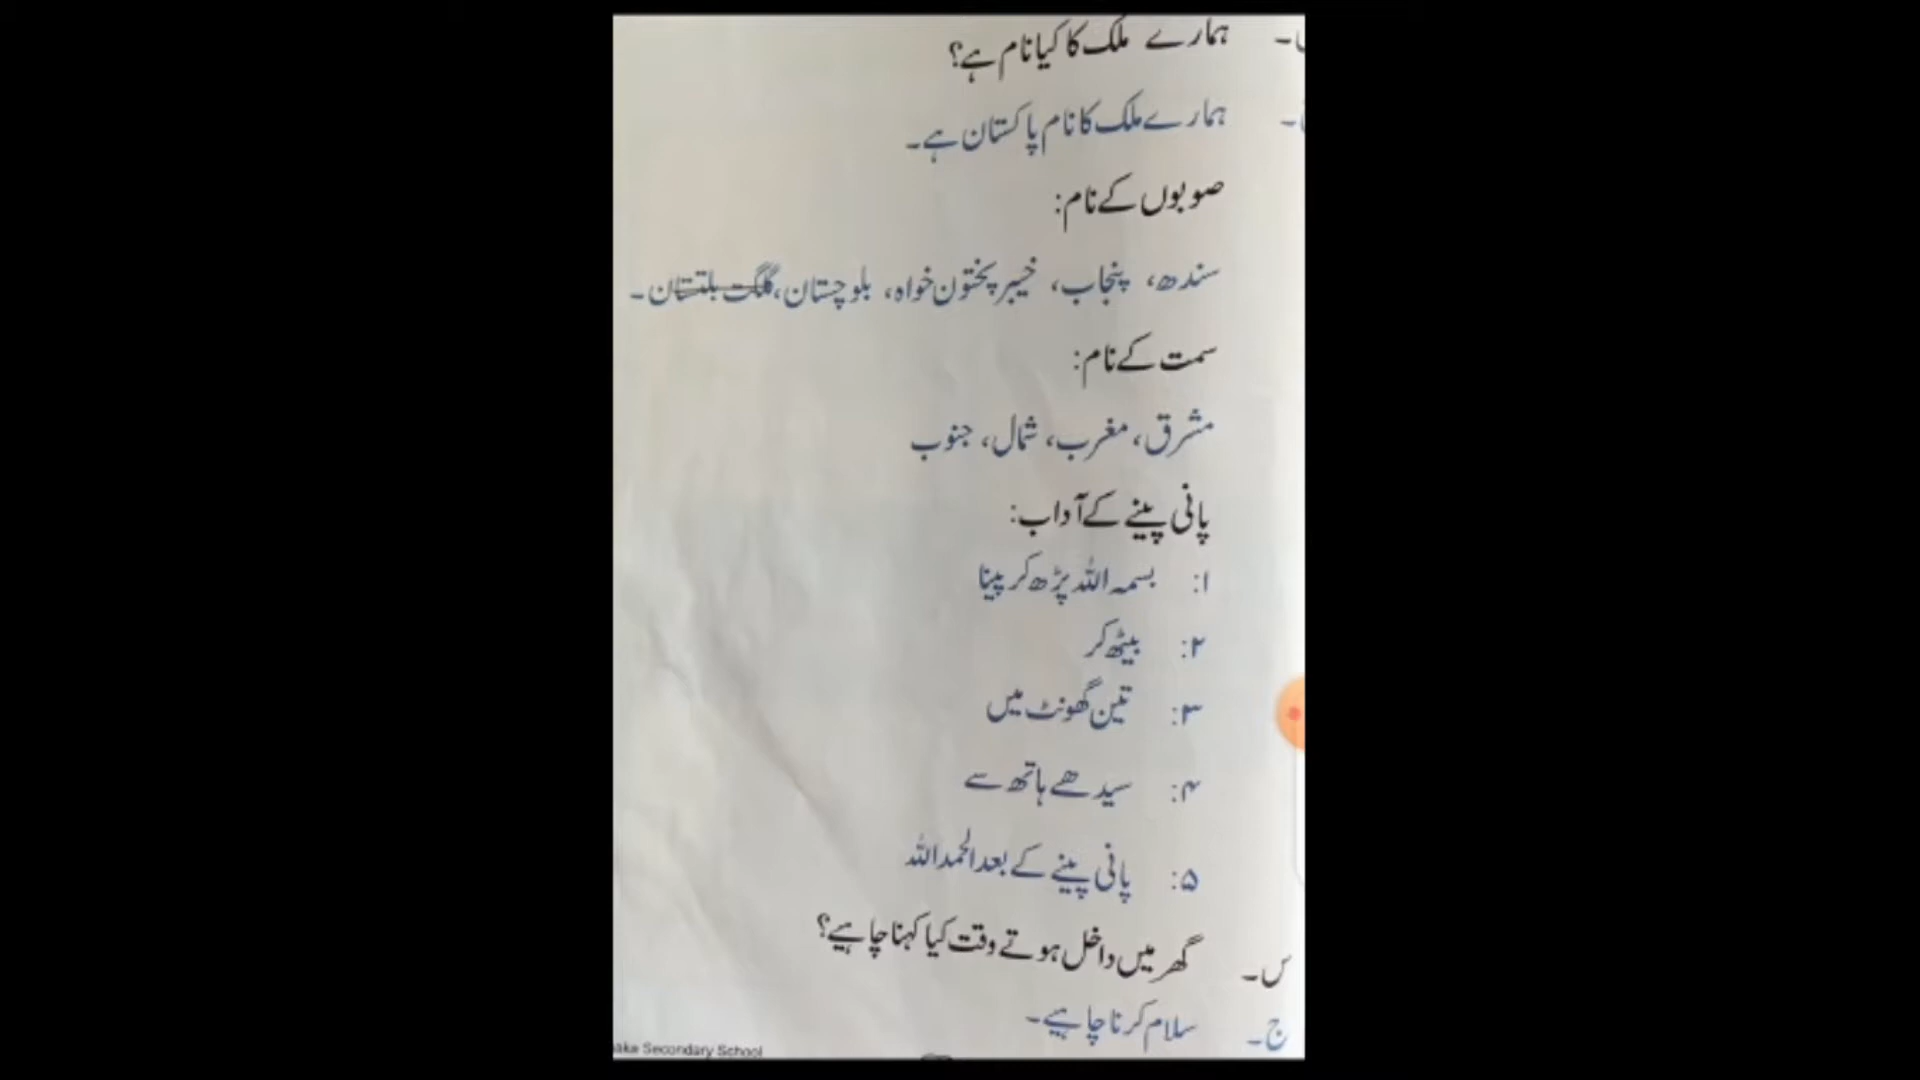 س۔ ہمارے ملک کا کیا نام ہے؟
ج۔ ہمارے ملک کا نام پاکستان ہے۔
صوبوں کے نام:
سندھ، پنجاب، خیبر پختون خواہ، بلوچستان، گلگت بلتستان۔
سمت کے نام:
مشرق، مغرب، شمال، جنوب
پانی پینے کے آداب:
۱: بسمہ اللہ پڑھ کر پینا
۲: بیٹھ کر
۳: تین گھونٹ میں
۴: سیدھے ہاتھ سے
۵: پانی پینے کے بعد الحمد اللہ
س۔ گھر میں داخل ہوتے وقت کیا کہنا چاہیے؟
ج۔ سلام کرنا چاہیے۔
Secondary School